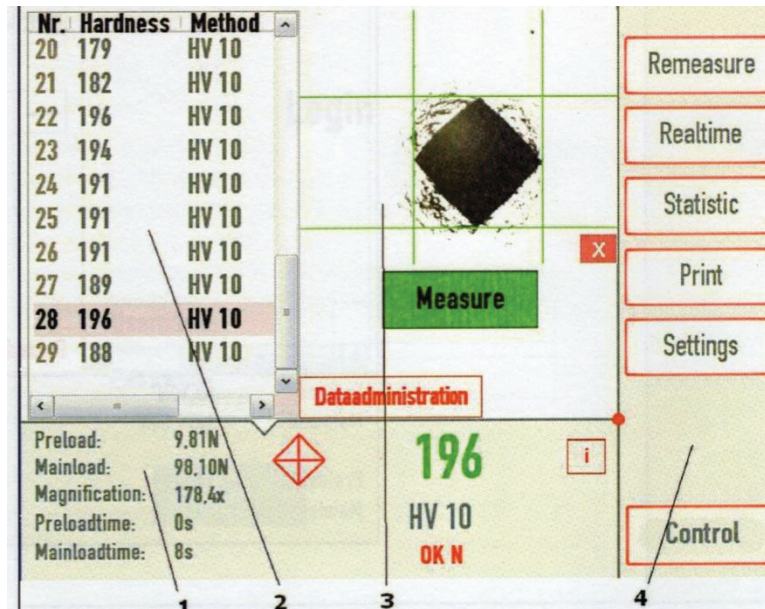 Nr. Hardness Method
20 179 HV 10
21 182 HV 10
22 196 HV 10
23 194 HV 10
24 191 HV 10
25 191 HV 10
26 191 HV 10
27 189 HV 10
28 196 HV 10
29 188 HV 10
X
Measure
Dataadministration
Preload: 9,81N
Mainload: 98,10N
Magnification: 178,4x
Preloadtime: 0s
Mainloadtime: 8s
196
i
HV 10
OK N
Remeasure
Realtime
Statistic
Print
Settings
Control
1 2 3 4